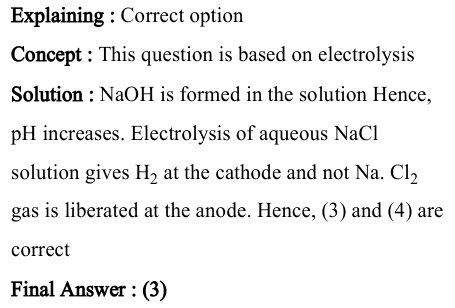 Explaining : Correct option
Concept : This question is based on electrolysis
Solution : NaOH is formed in the solution Hence,
pH increases. Electrolysis of aqueous NaCl
solution gives H₂ at the cathode and not Na. Cl₂
gas is liberated at the anode. Hence, (3) and (4) are
correct
Final Answer : (3)